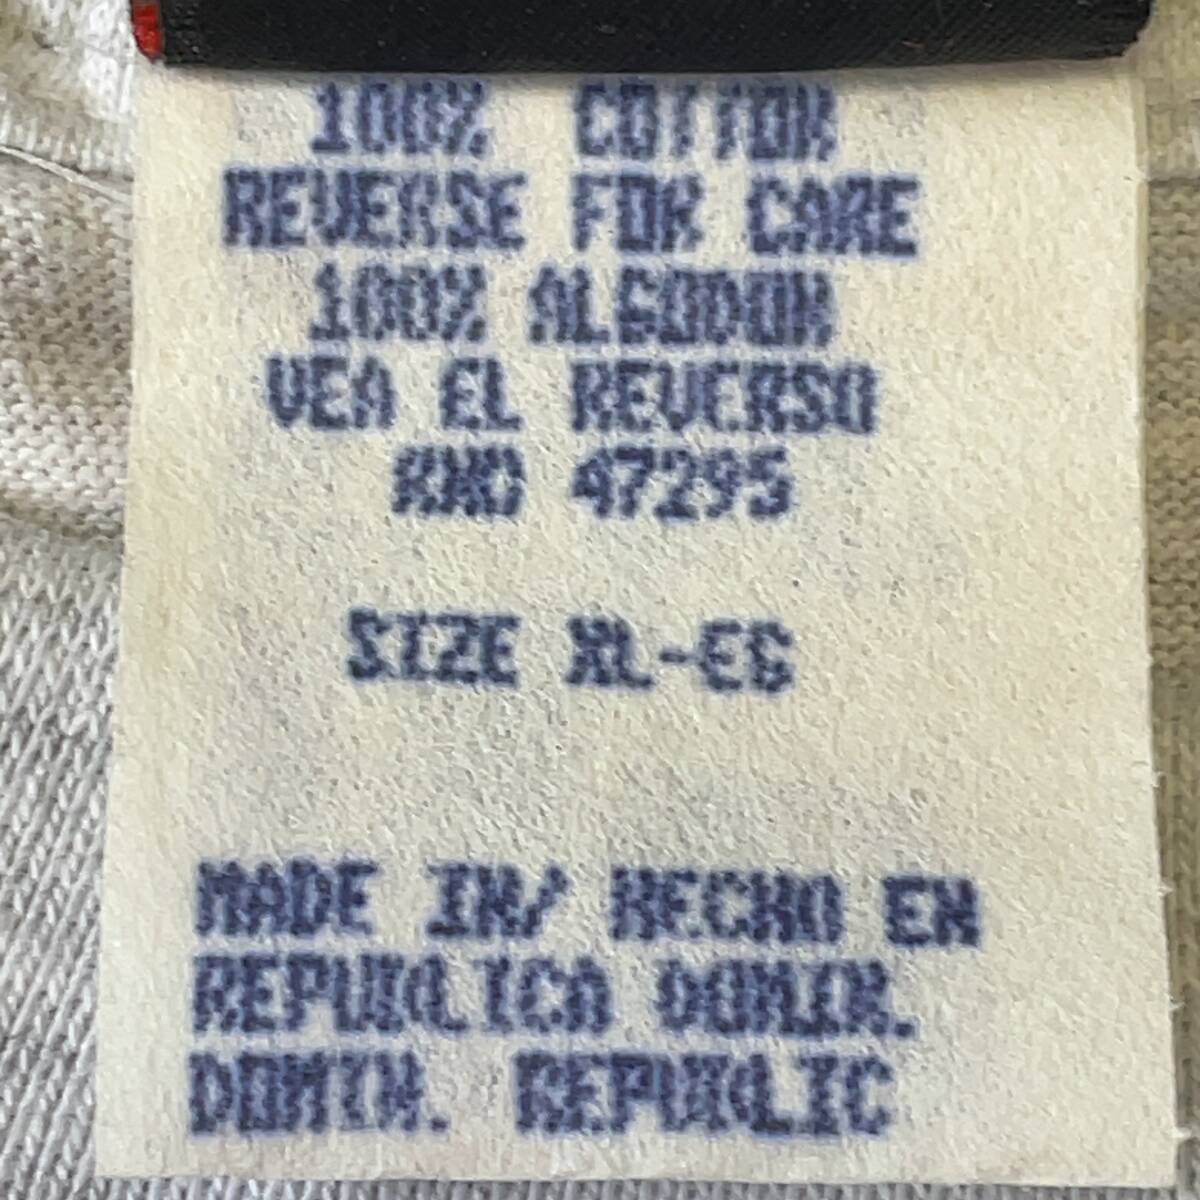 100% COTTON
REVERSE FOR CARE
100% ALGODON
VEA EL REVERSO
RN# 47295
SIZE XL-EG
MADE IN/ HECHO EN
REPUBLICA DOMIN.
DOMIN. REPUBLIC